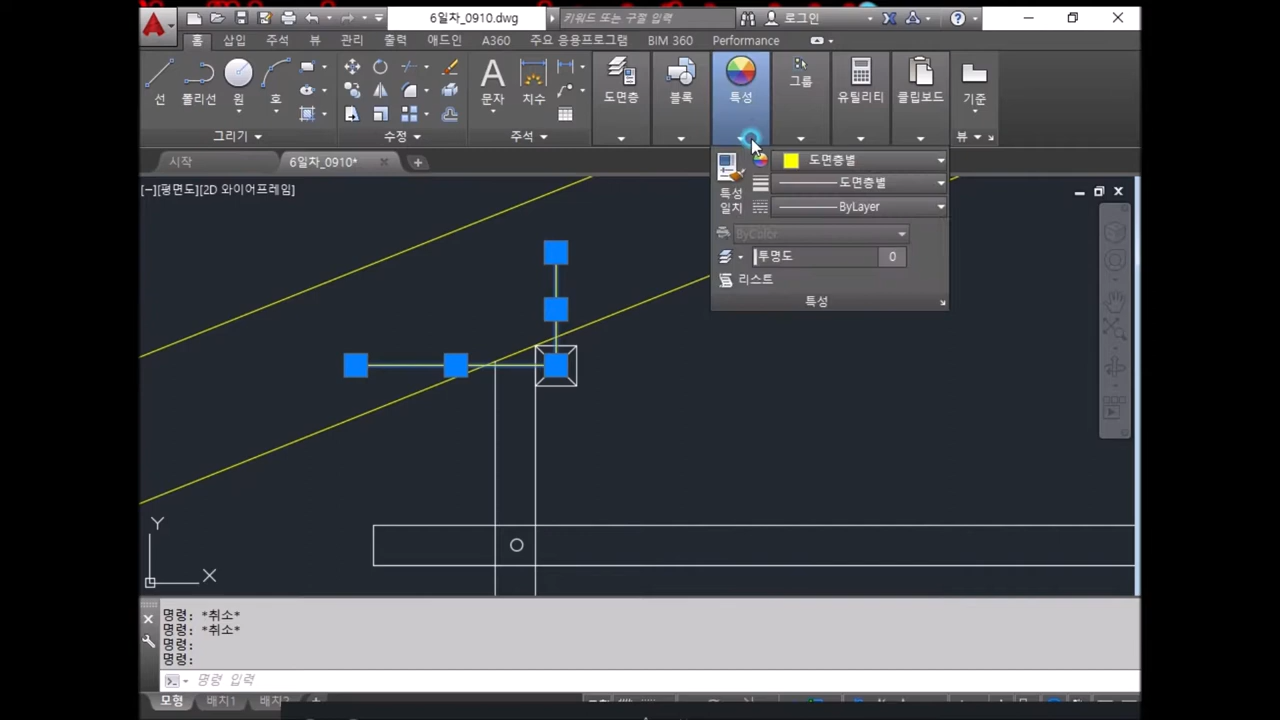 6일차_0910.dwg 키워드 또는 구절 입력 로그인
홈 삽입 주석 뷰 관리 출력 애드인 A360 주요 응용프로그램 BIM 360 Performance
선 폴리선 원 호 문자 치수 도면층 블록 특성 그룹 유틸리티 클립보드 기준
그리기 수정 주석 뷰
시작 6일차_0910*
도면층별
특성 일치
도면층별
ByLayer
ByColor
투명도 0
리스트
특성
[−][평면도][2D 와이어프레임]
Y
X
명령: *취소*
명령: *취소*
명령:
명령:
명령 입력
모형 배치1 배치2